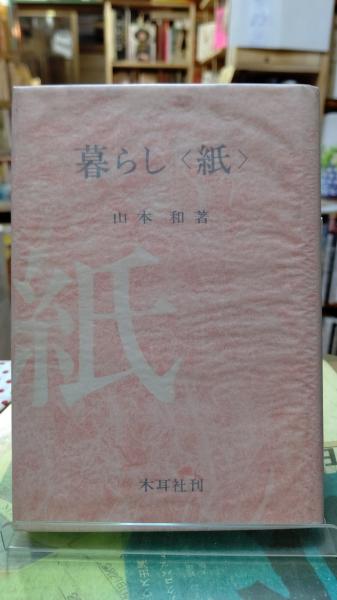 暮らし〈紙〉
山本 和著
紙
木耳社刊